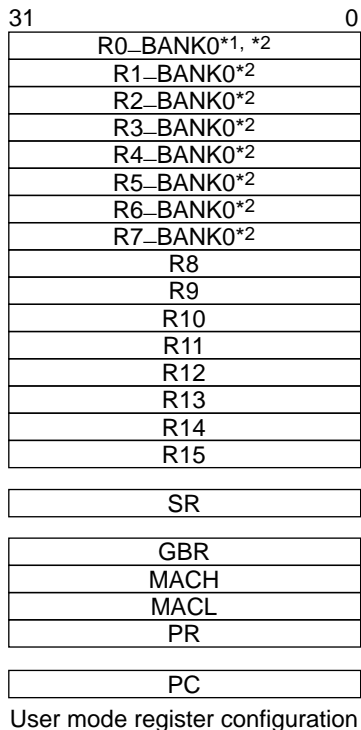 31 0
R0_BANK0*1, *2
R1_BANK0*2
R2_BANK0*2
R3_BANK0*2
R4_BANK0*2
R5_BANK0*2
R6_BANK0*2
R7_BANK0*2
R8
R9
R10
R11
R12
R13
R14
R15
SR
GBR
MACH
MACL
PR
PC
User mode register configuration